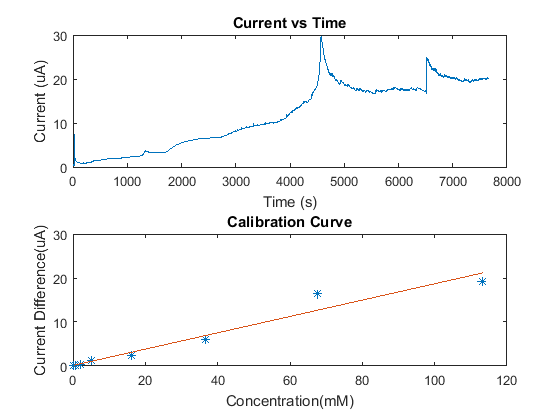 Current vs Time
30
20
10
0
Current (uA)
0 1000 2000 3000 4000 5000 6000 7000 8000
Time (s)
Calibration Curve
30
20
10
0
Current Difference(uA)
0 20 40 60 80 100 120
Concentration(mM)